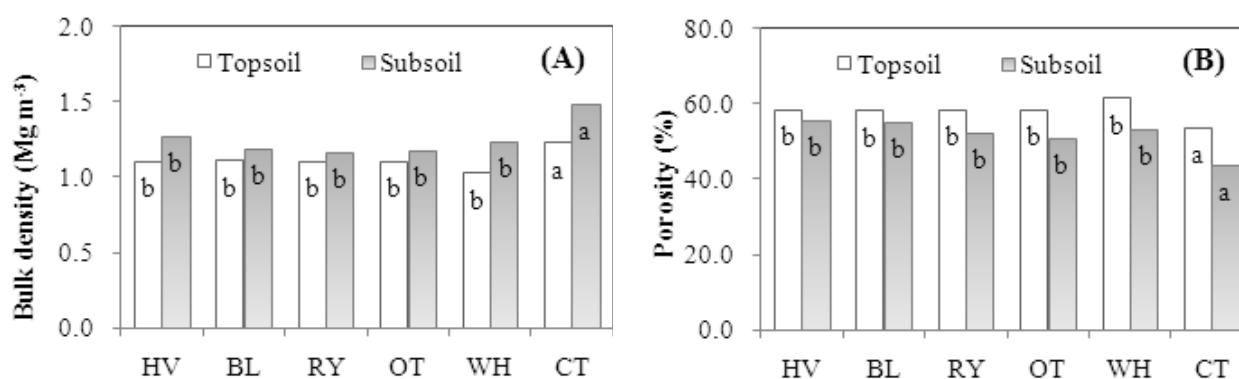 Bulk density (Mg m⁻³)
2.0
1.5
1.0
0.5
0.0
Topsoil Subsoil (A)
b b b b b b b b b b a a
HV BL RY OT WH CT
Porosity (%)
80.0
60.0
40.0
20.0
0.0
Topsoil Subsoil (B)
b b b b b b b b b b a a
HV BL RY OT WH CT